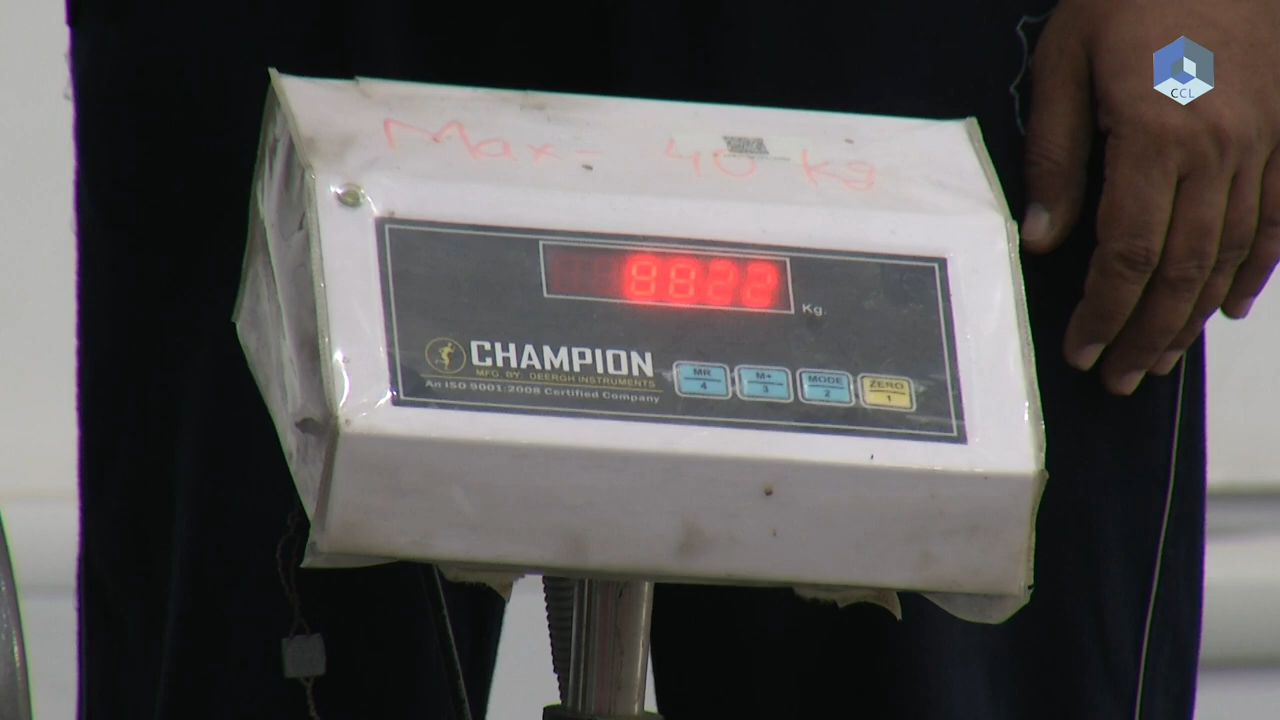 CCL
Max- 40 kg
8822
Kg.
CHAMPION
MFG BY: DEERGH INSTRUMENTS
An ISO 9001:2008 Certified Company
MR
4
M+
3
MODE
2
ZERO
1